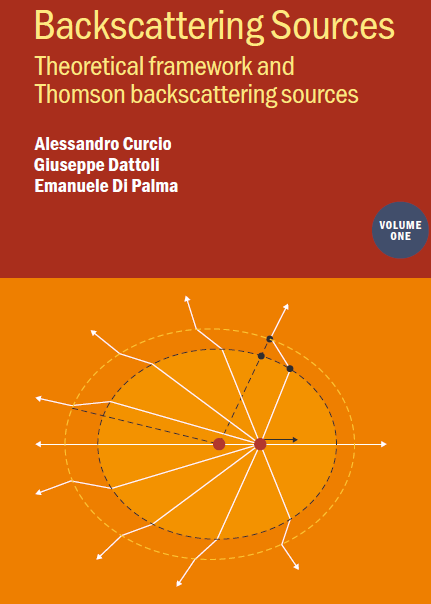 Backscattering Sources
Theoretical framework and
Thomson backscattering sources
Alessandro Curcio
Giuseppe Dattoli
Emanuele Di Palma
VOLUME
ONE